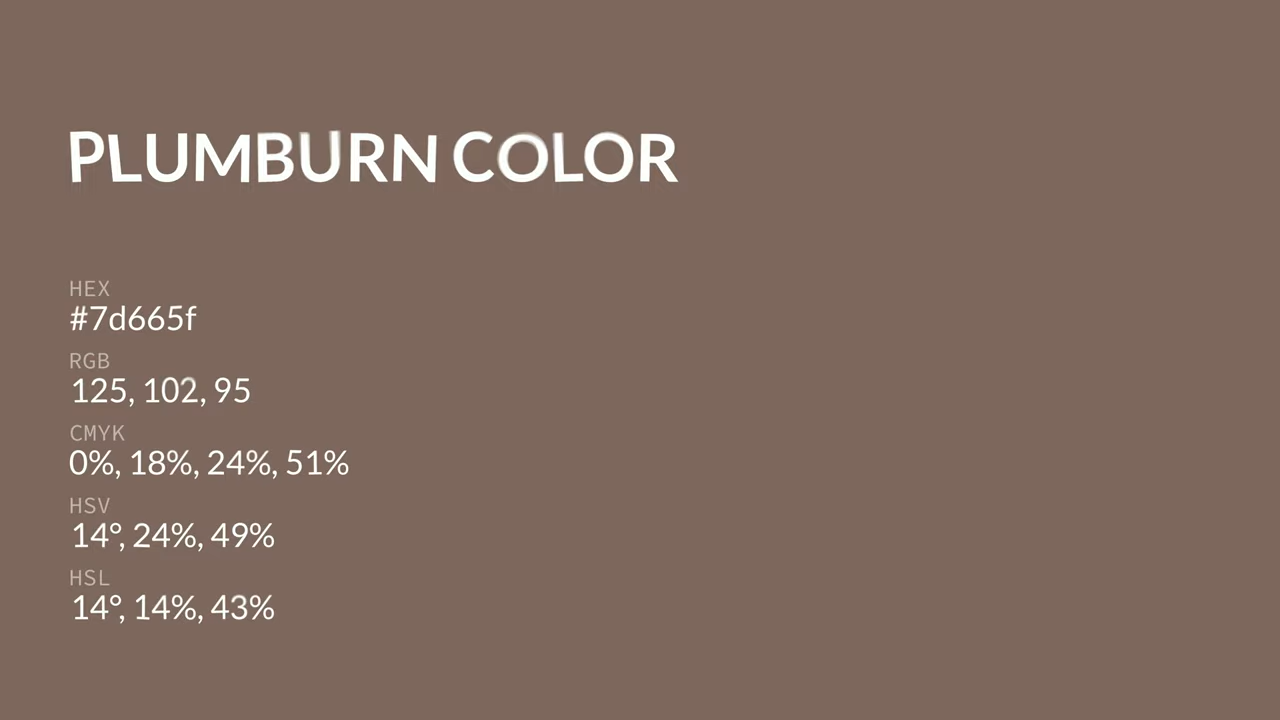 PLUMBURN COLOR
HEX
#7d665f
RGB
125, 102, 95
CMYK
0%, 18%, 24%, 51%
HSV
14°, 24%, 49%
HSL
14°, 14%, 43%